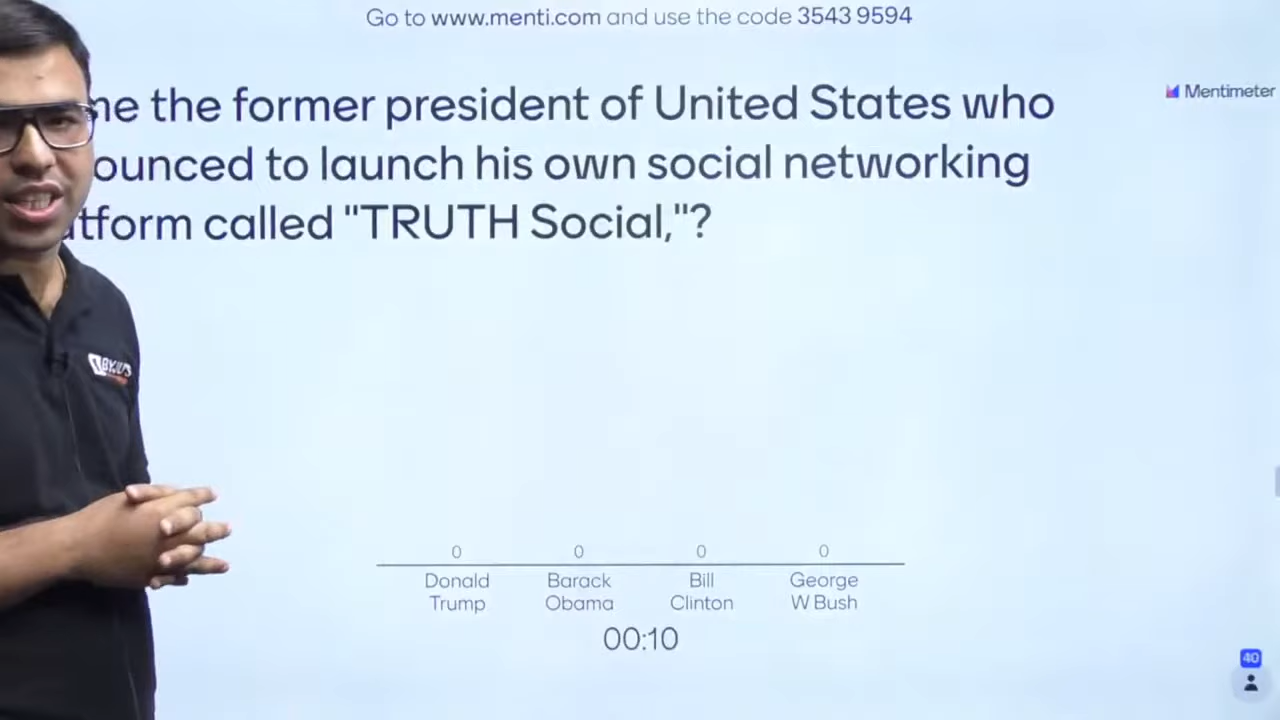 Go to www.menti.com and use the code 3543 9594
Mentimeter
me the former president of United States who
ounced to launch his own social networking
tform called "TRUTH Social,"?
BYJU'S
0 0 0 0
Donald Barack Bill George
Trump Obama Clinton W Bush
00:10
40